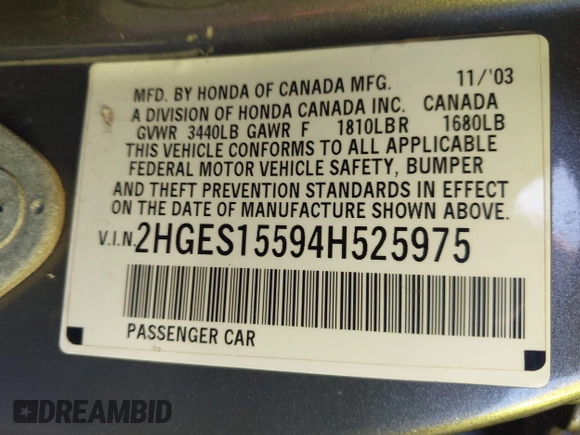 MFD. BY HONDA OF CANADA MFG. 11/'03
A DIVISION OF HONDA CANADA INC. CANADA
GVWR 3440LB GAWR F 1810LB R 1680LB
THIS VEHICLE CONFORMS TO ALL APPLICABLE
FEDERAL MOTOR VEHICLE SAFETY, BUMPER
AND THEFT PREVENTION STANDARDS IN EFFECT
ON THE DATE OF MANUFACTURE SHOWN ABOVE.
V.I.N. 2HGES15594H525975
PASSENGER CAR
DREAMBID